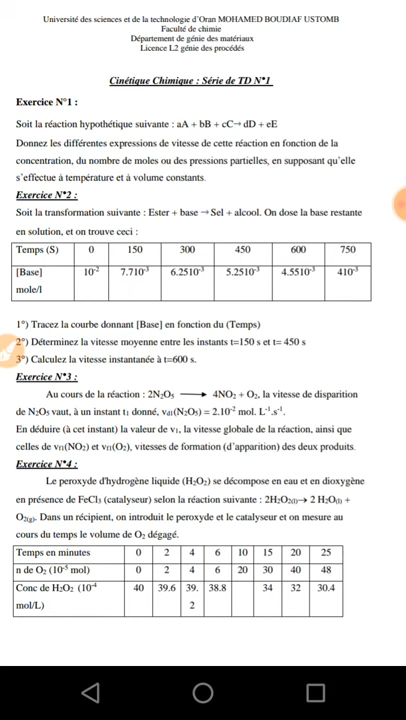 Université des sciences et de la technologie d'Oran MOHAMED BOUDIAF USTOMB
Faculté de chimie
Département de génie des matériaux
Licence L2 génie des procédés
Cinétique Chimique : Série de TD N°1
Exercice N°1 :
Soit la réaction hypothétique suivante : aA + bB + cC→ dD + eE
Donnez les différentes expressions de vitesse de cette réaction en fonction de la
concentration, du nombre de moles ou des pressions partielles, en supposant qu'elle
s'effectue à température et à volume constants.
Exercice N°2 :
Soit la transformation suivante : Ester + base → Sel + alcool. On dose la base restante
en solution, et on trouve ceci :
Temps (S) 0 150 300 450 600 750
[Base] 10⁻² 7.710⁻³ 6.2510⁻³ 5.2510⁻³ 4.5510⁻³ 410⁻³
mole/l
1°) Tracez la courbe donnant [Base] en fonction du (Temps)
2°) Déterminez la vitesse moyenne entre les instants t=150 s et t= 450 s
3°) Calculez la vitesse instantanée à t=600 s.
Exercice N°3 :
Au cours de la réaction : 2N₂O₅ ⟶ 4NO₂ + O₂, la vitesse de disparition
de N₂O₅ vaut, à un instant t₁ donné, vd1(N₂O₅) = 2.10⁻² mol. L⁻¹.s⁻¹.
En déduire (à cet instant) la valeur de v₁, la vitesse globale de la réaction, ainsi que
celles de vf1(NO₂) et vf1(O₂), vitesses de formation (d'apparition) des deux produits.
Exercice N°4 :
Le peroxyde d'hydrogène liquide (H₂O₂) se décompose en eau et en dioxygène
en présence de FeCl₃ (catalyseur) selon la réaction suivante : 2H₂O₂(l)→ 2 H₂O(l) +
O₂(g). Dans un récipient, on introduit le peroxyde et le catalyseur et on mesure au
cours du temps le volume de O₂ dégagé.
Temps en minutes 0 2 4 6 10 15 20 25
n de O₂ (10⁻⁵ mol) 0 2 4 6 20 30 40 48
Conc de H₂O₂ (10⁻⁴ 40 39.6 39. 38.8 34 32 30.4
mol/L) 2